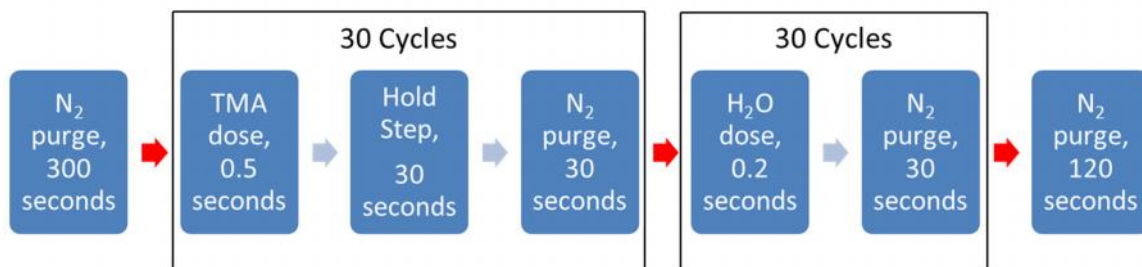 30 Cycles
30 Cycles
N₂
purge,
300
seconds
TMA
dose,
0.5
seconds
Hold
Step,
30
seconds
N₂
purge,
30
seconds
H₂O
dose,
0.2
seconds
N₂
purge,
30
seconds
N₂
purge,
120
seconds